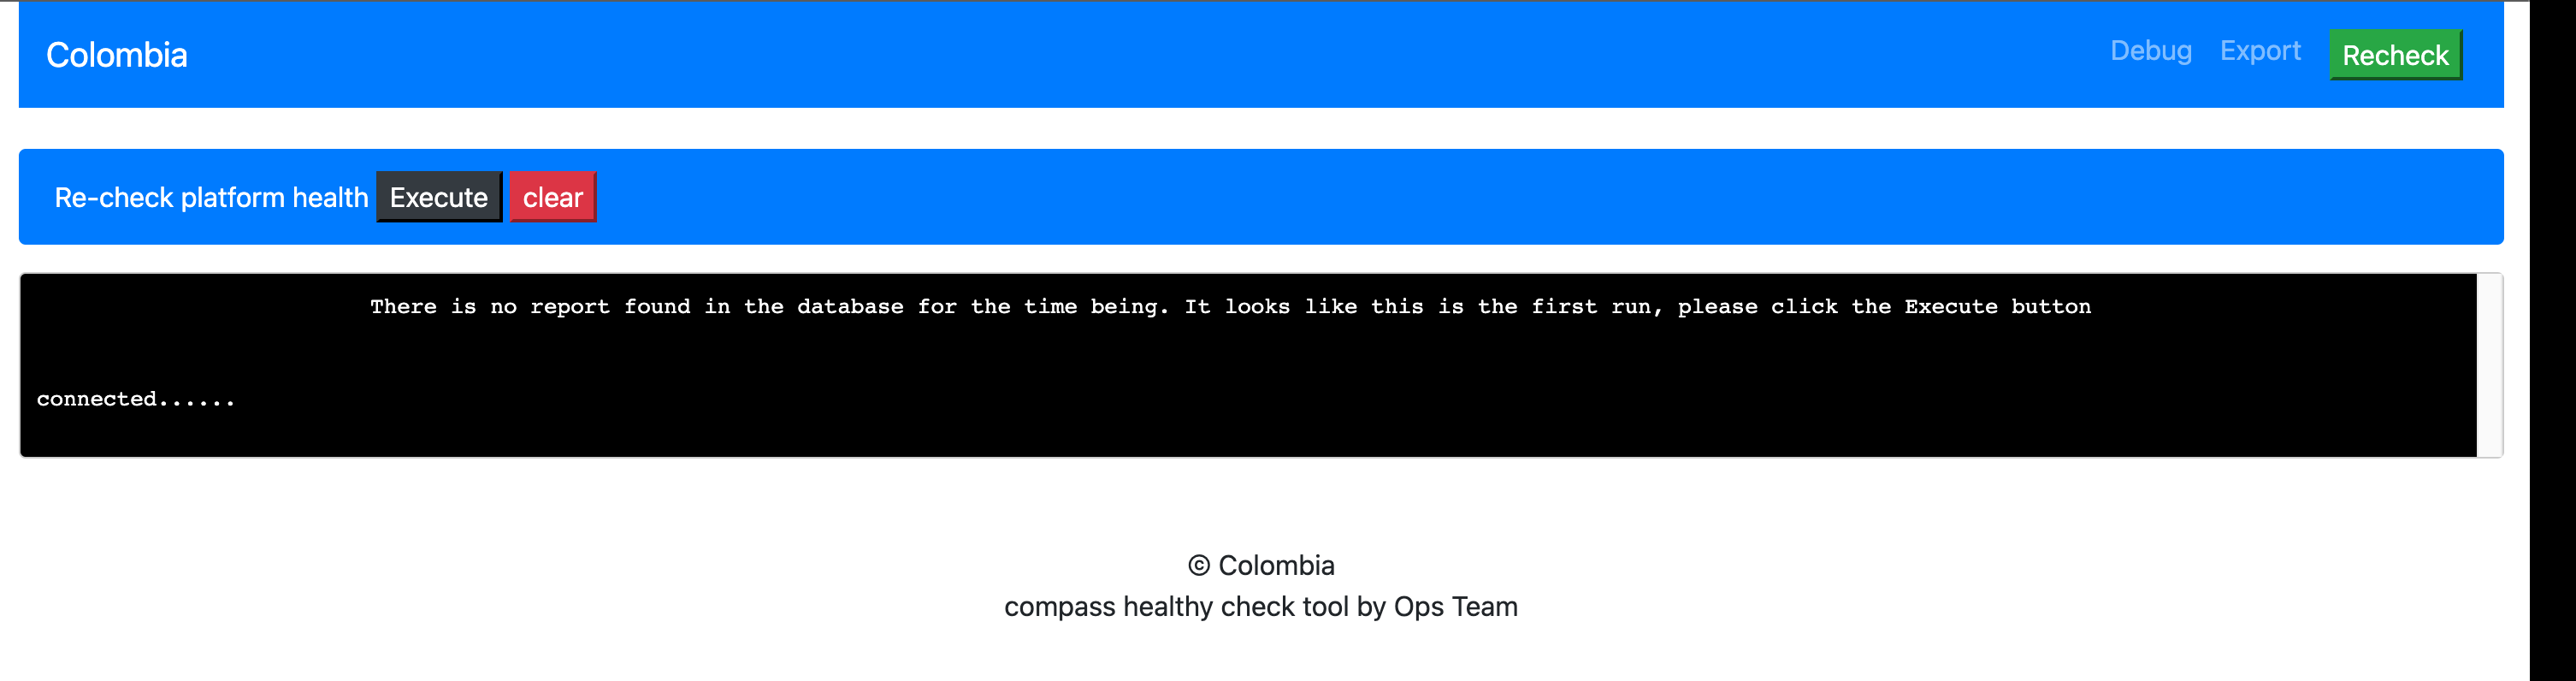 Colombia
Debug Export Recheck
Re-check platform health Execute clear
There is no report found in the database for the time being. It looks like this is the first run, please click the Execute button
connected......
© Colombia
compass healthy check tool by Ops Team